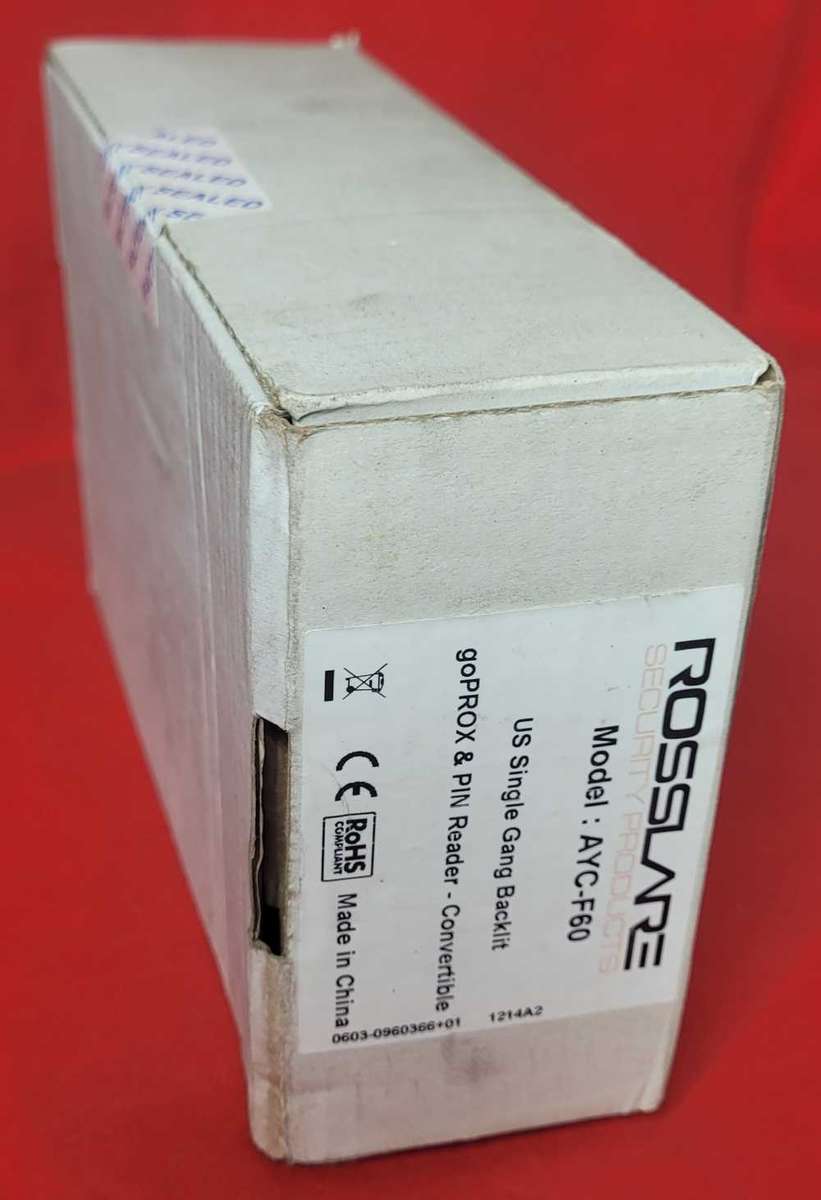 SEALED
SEALED
SEALED
ROSSLARE
SECURITY PRODUCTS
Model : AYC-F60
US Single Gang Backlit
goPROX & PIN Reader - Convertible
1214A2
CE RoHS
COMPLIANT
Made in China
0603-0960366+01